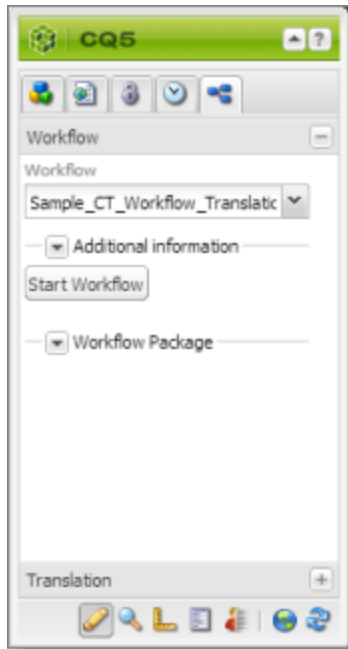 CQ5
?
Workflow
Workflow
Sample_CT_Workflow_Translatic
Additional information
Start Workflow
Workflow Package
Translation